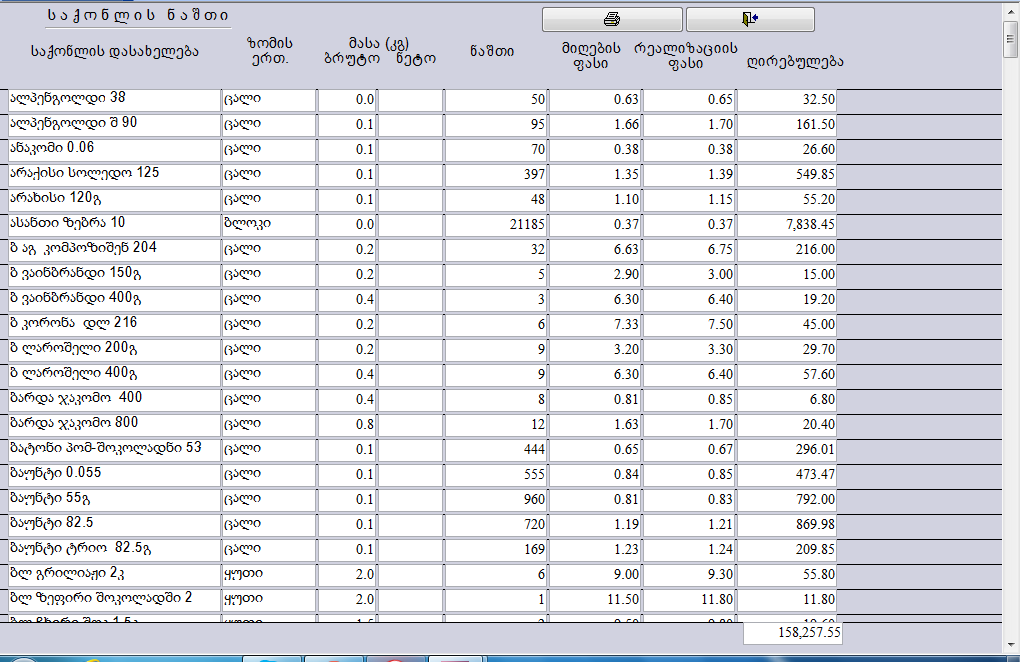 საქონლის ნაშთი
საქონლის დასახელება ზომის ერთ. მასა (კგ) ბრუტო ნეტო ნაშთი მიღების ფასი რეალიზაციის ფასი ღირებულება
ალპენგოლდი 38 ცალი 0.0 50 0.63 0.65 32.50
ალპენგოლდი შ 90 ცალი 0.1 95 1.66 1.70 161.50
ანაკომი 0.06 ცალი 0.1 70 0.38 0.38 26.60
არაქისი სოლედო 125 ცალი 0.1 397 1.35 1.39 549.85
არახისი 120გ ცალი 0.1 48 1.10 1.15 55.20
ასანთი ზებრა 10 ბლოკი 0.0 21185 0.37 0.37 7,838.45
ბ აგ კომპოზიშენ 204 ცალი 0.2 32 6.63 6.75 216.00
ბ ვაინბრანდი 150გ ცალი 0.2 5 2.90 3.00 15.00
ბ ვაინბრანდი 400გ ცალი 0.4 3 6.30 6.40 19.20
ბ კორონა დლ 216 ცალი 0.2 6 7.33 7.50 45.00
ბ ლაროშელი 200გ ცალი 0.2 9 3.20 3.30 29.70
ბ ლაროშელი 400გ ცალი 0.4 9 6.30 6.40 57.60
ბარდა ჯაკომო 400 ცალი 0.4 8 0.81 0.85 6.80
ბარდა ჯაკომო 800 ცალი 0.8 12 1.63 1.70 20.40
ბატონი პომ-შოკოლადნი 53 ცალი 0.1 444 0.65 0.67 296.01
ბაუნტი 0.055 ცალი 0.1 555 0.84 0.85 473.47
ბაუნტი 55გ ცალი 0.1 960 0.81 0.83 792.00
ბაუნტი 82.5 ცალი 0.1 720 1.19 1.21 869.98
ბაუნტი ტრიო 82.5გ ცალი 0.1 169 1.23 1.24 209.85
ბლ გრილიაჟი 2კ ყუთი 2.0 6 9.00 9.30 55.80
ბლ ზეფირი შოკოლადში 2 ყუთი 2.0 1 11.50 11.80 11.80
158,257.55